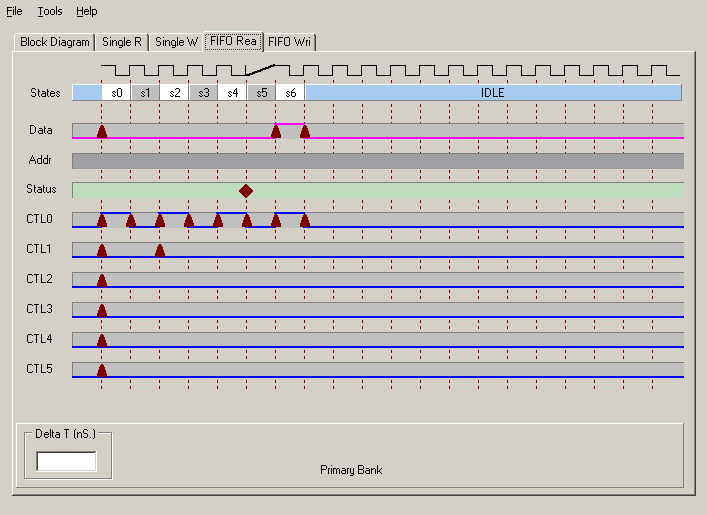 File Tools Help
Block Diagram Single R Single W FIFO Rea FIFO Wri
States s0 s1 s2 s3 s4 s5 s6 IDLE
Data
Addr
Status
CTL0
CTL1
CTL2
CTL3
CTL4
CTL5
Delta T (nS.)
Primary Bank